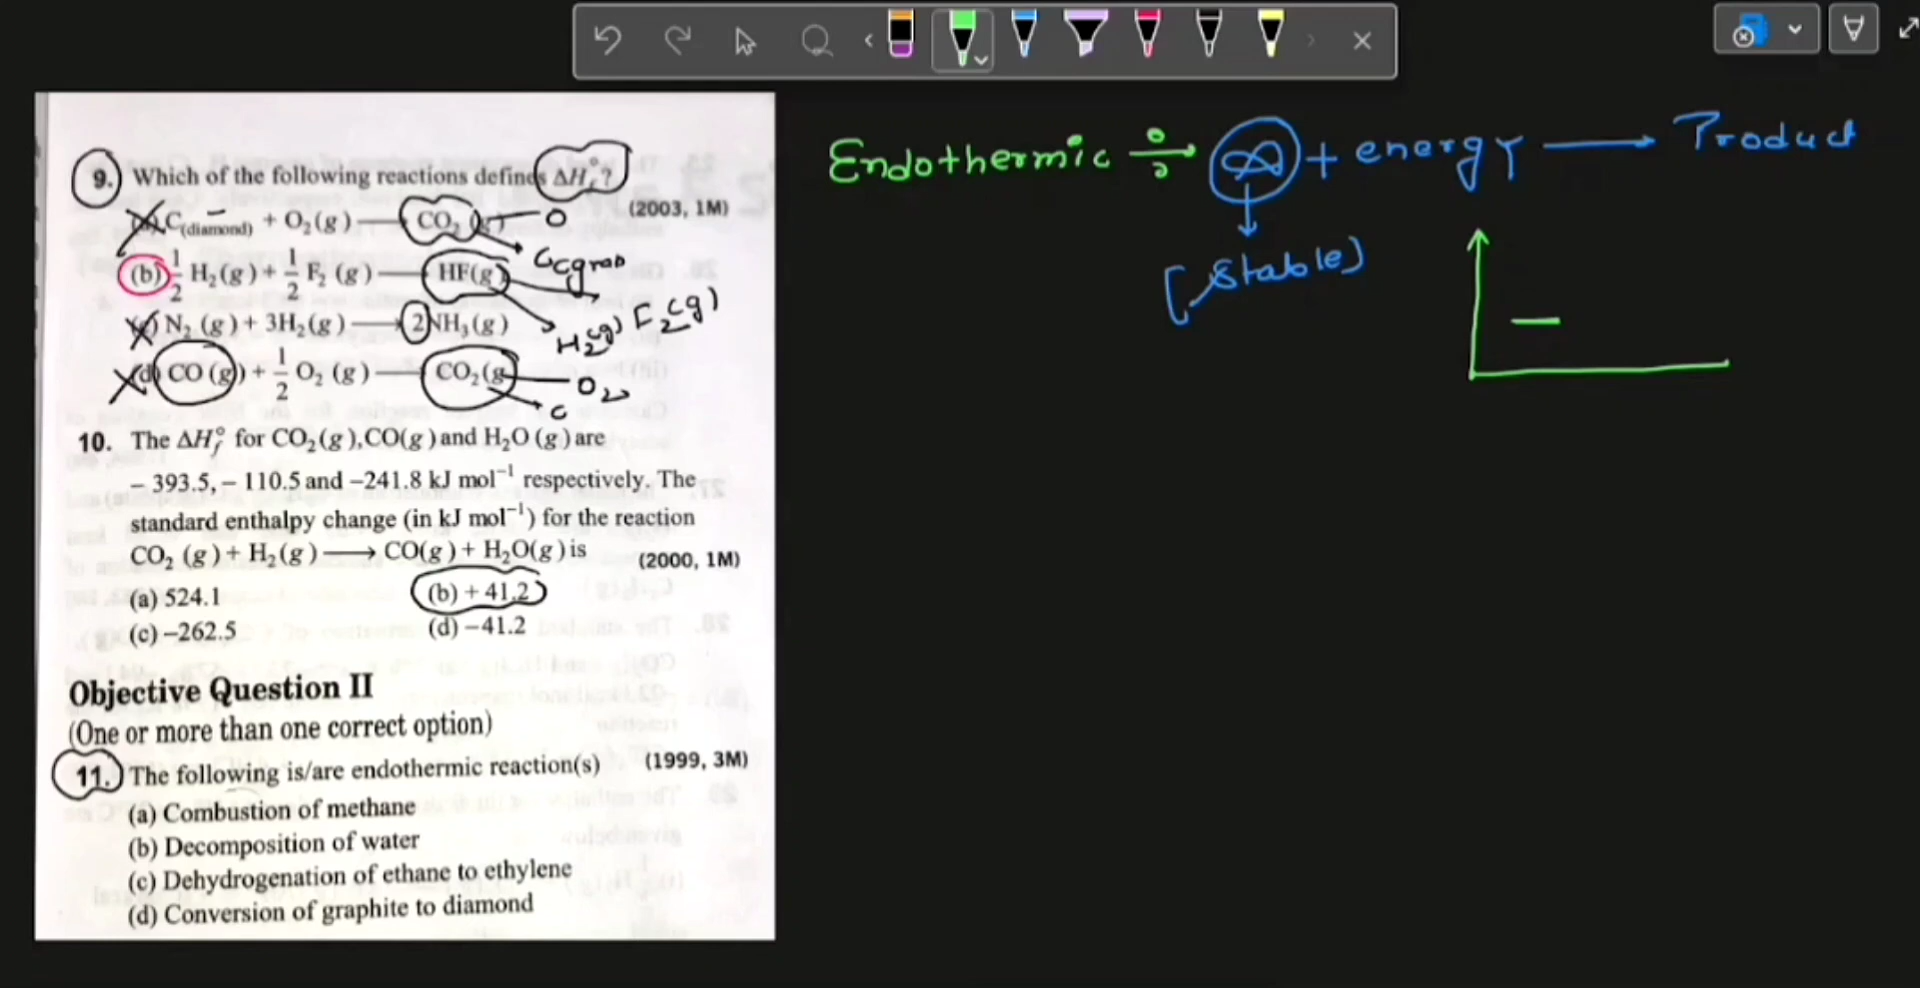 9. Which of the following reactions defines ΔH°f?
(a) C(diamond) + O₂(g) → CO₂ (g) (2003, 1M)
O
C(grap
(b) 1/2 H₂(g) + 1/2 F₂ (g) → HF(g)
F₂(g)
H₂(g)
(c) N₂ (g) + 3H₂(g) → 2NH₃(g)
(d) CO (g) + 1/2 O₂ (g) → CO₂(g)
O₂
C
10. The ΔH°f for CO₂(g), CO(g) and H₂O (g) are
– 393.5, – 110.5 and –241.8 kJ mol⁻¹ respectively. The
standard enthalpy change (in kJ mol⁻¹) for the reaction
CO₂ (g) + H₂(g) → CO(g) + H₂O(g) is (2000, 1M)
(a) 524.1 (b) + 41.2
(c) –262.5 (d) –41.2
Objective Question II
(One or more than one correct option)
11. The following is/are endothermic reaction(s) (1999, 3M)
(a) Combustion of methane
(b) Decomposition of water
(c) Dehydrogenation of ethane to ethylene
(d) Conversion of graphite to diamond
Endothermic + energy → Product
[stable)